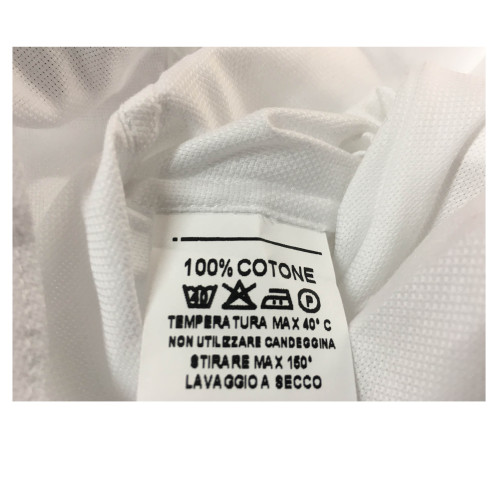 100% COTONE
P
TEMPERATURA MAX 40° C
NON UTILIZZARE CANDEGGINA
STIRARE MAX 150°
LAVAGGIO A SECCO